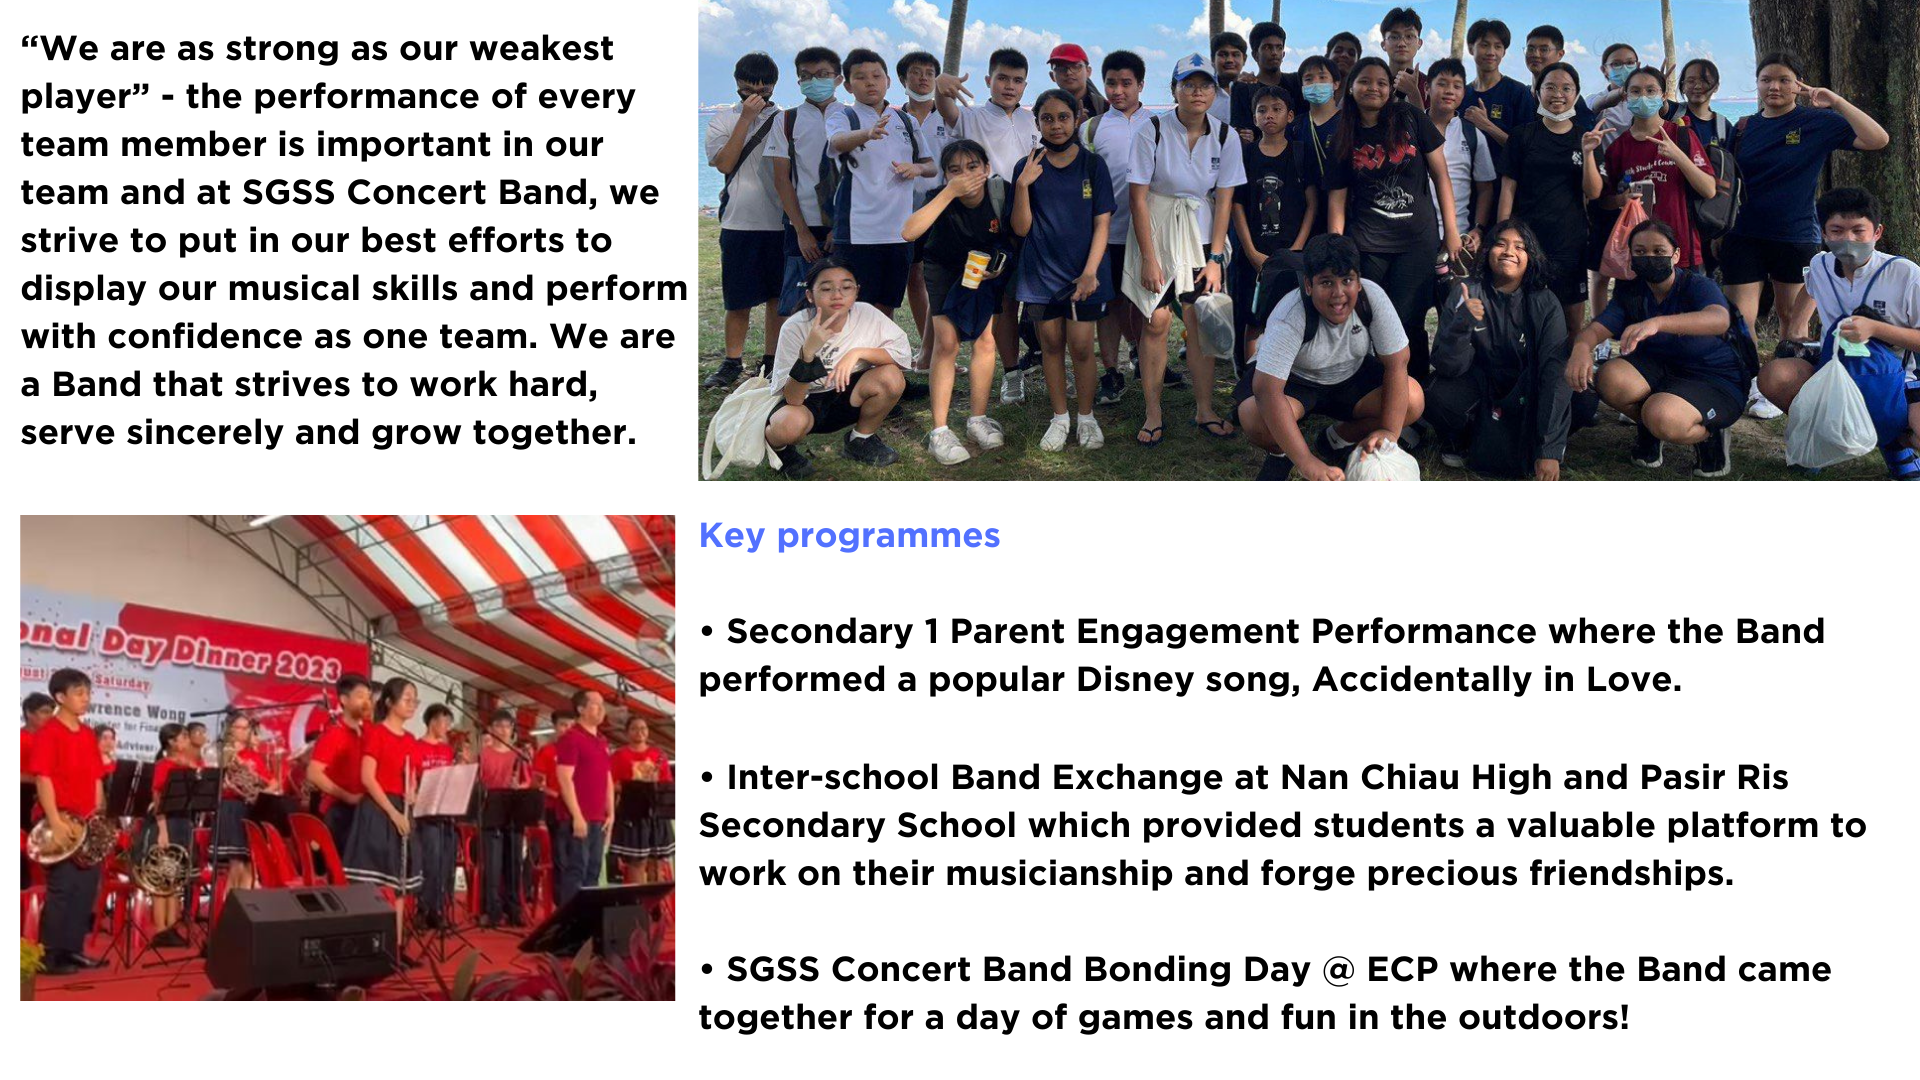 “We are as strong as our weakest
player” - the performance of every
team member is important in our
team and at SGSS Concert Band, we
strive to put in our best efforts to
display our musical skills and perform
with confidence as one team. We are
a Band that strives to work hard,
serve sincerely and grow together.
onal Day Dinner 2023
Saturday
wrence Wong
Minister for Fina
Adviser
Key programmes
• Secondary 1 Parent Engagement Performance where the Band
performed a popular Disney song, Accidentally in Love.
• Inter-school Band Exchange at Nan Chiau High and Pasir Ris
Secondary School which provided students a valuable platform to
work on their musicianship and forge precious friendships.
• SGSS Concert Band Bonding Day @ ECP where the Band came
together for a day of games and fun in the outdoors!